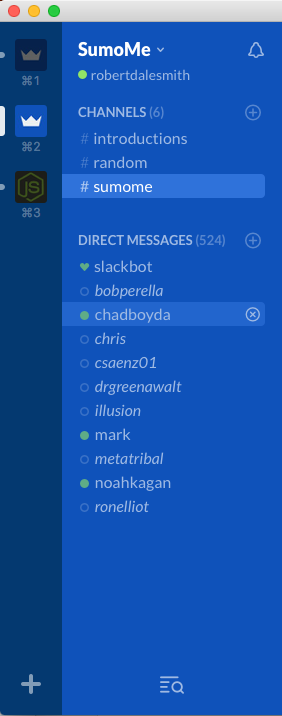 SumoMe
robertdalesmith
⌘1
⌘2
JS
⌘3
CHANNELS (6)
# introductions
# random
# sumome
DIRECT MESSAGES (524)
slackbot
bobperella
chadboyda
chris
csaenz01
drgreenawalt
illusion
mark
metatribal
noahkagan
ronelliot